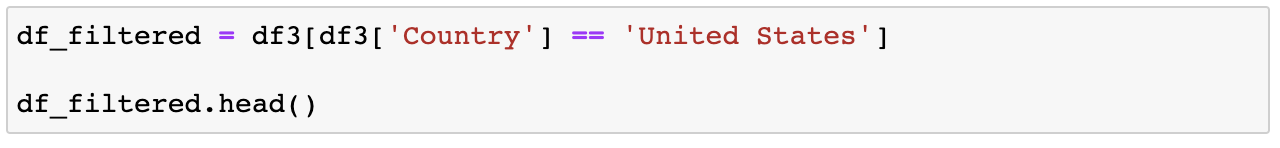 df_filtered = df3[df3['Country'] == 'United States']
df_filtered.head()